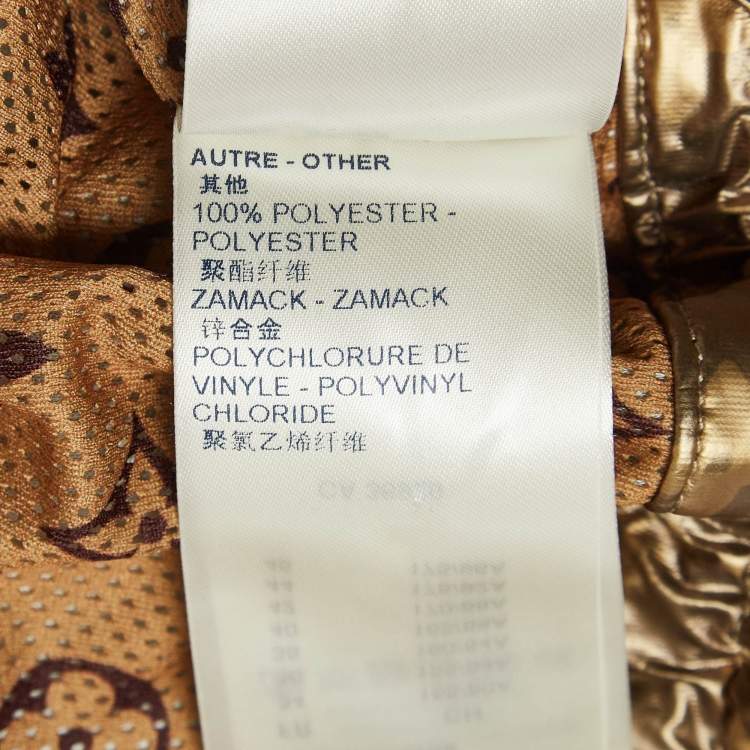 AUTRE - OTHER
其他
100% POLYESTER -
POLYESTER
聚酯纤维
ZAMACK - ZAMACK
锌合金
POLYCHLORURE DE
VINYLE - POLYVINYL
CHLORIDE
聚氯乙烯纤维